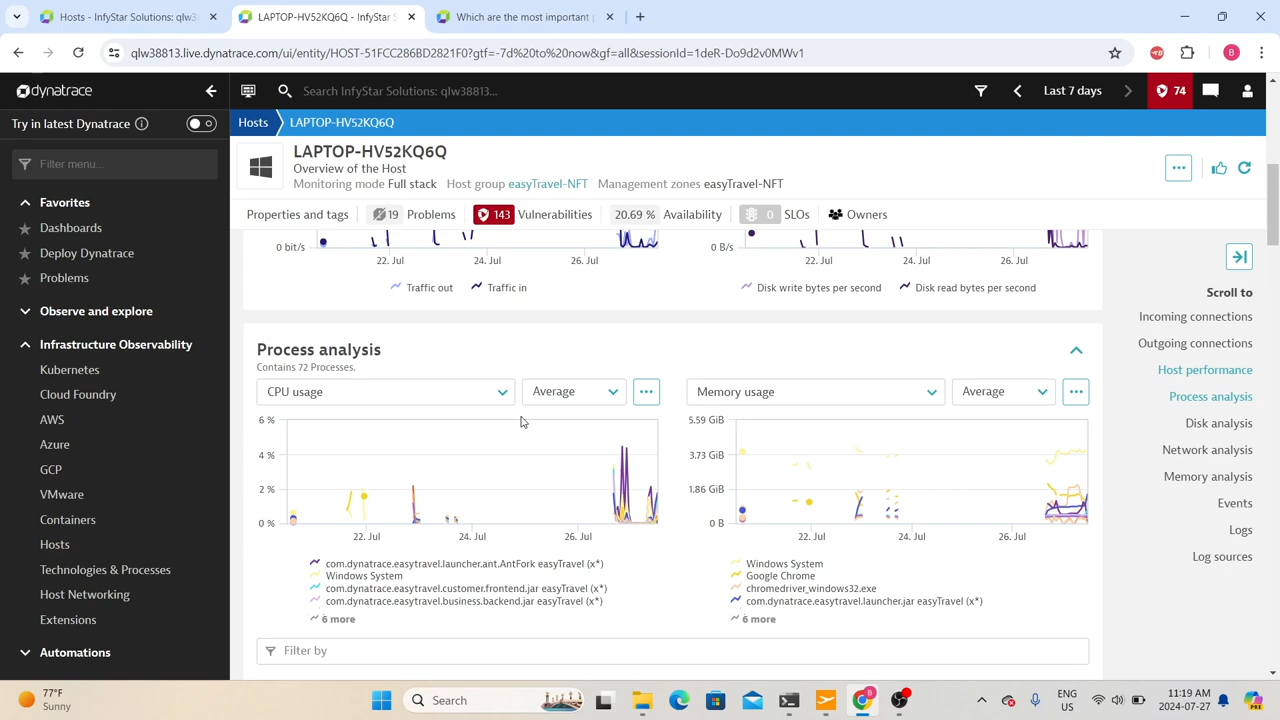 Hosts - InfyStar Solutions: qlw3
LAPTOP-HV52KQ6Q - InfyStar S
Which are the most important
qlw38813.live.dynatrace.com/ui/entity/HOST-51FCC286BD2821F0?gtf=-7d%20to%20now&gf=all&sessionId=1deR-Do9d2v0MWv1
B
dynatrace
Search InfyStar Solutions: qlw38813...
Last 7 days
74
Try in latest Dynatrace
Hosts
LAPTOP-HV52KQ6Q
Filter menu...
LAPTOP-HV52KQ6Q
Overview of the Host
Monitoring mode Full stack Host group easyTravel-NFT Management zones easyTravel-NFT
Properties and tags 19 Problems 143 Vulnerabilities 20.69 % Availability 0 SLOs Owners
Favorites
Dashboards
Deploy Dynatrace
Problems
Observe and explore
Infrastructure Observability
Kubernetes
Cloud Foundry
AWS
Azure
GCP
VMware
Containers
Hosts
Technologies & Processes
Host Networking
Extensions
Automations
0 bit/s
22. Jul 24. Jul 26. Jul
Traffic out Traffic in
0 B/s
22. Jul 24. Jul 26. Jul
Disk write bytes per second Disk read bytes per second
Process analysis
Contains 72 Processes.
CPU usage Average
6 %
4 %
2 %
0 %
22. Jul 24. Jul 26. Jul
com.dynatrace.easytravel.launcher.ant.AntFork easyTravel (x*)
Windows System
com.dynatrace.easytravel.customer.frontend.jar easyTravel (x*)
com.dynatrace.easytravel.business.backend.jar easyTravel (x*)
6 more
Memory usage Average
5.59 GiB
3.73 GiB
1.86 GiB
0 B
22. Jul 24. Jul 26. Jul
Windows System
Google Chrome
chromedriver_windows32.exe
com.dynatrace.easytravel.launcher.jar easyTravel (x*)
6 more
Filter by
Scroll to
Incoming connections
Outgoing connections
Host performance
Process analysis
Disk analysis
Network analysis
Memory analysis
Events
Logs
Log sources
77°F
Sunny
Search
ENG
US
11:19 AM
2024-07-27